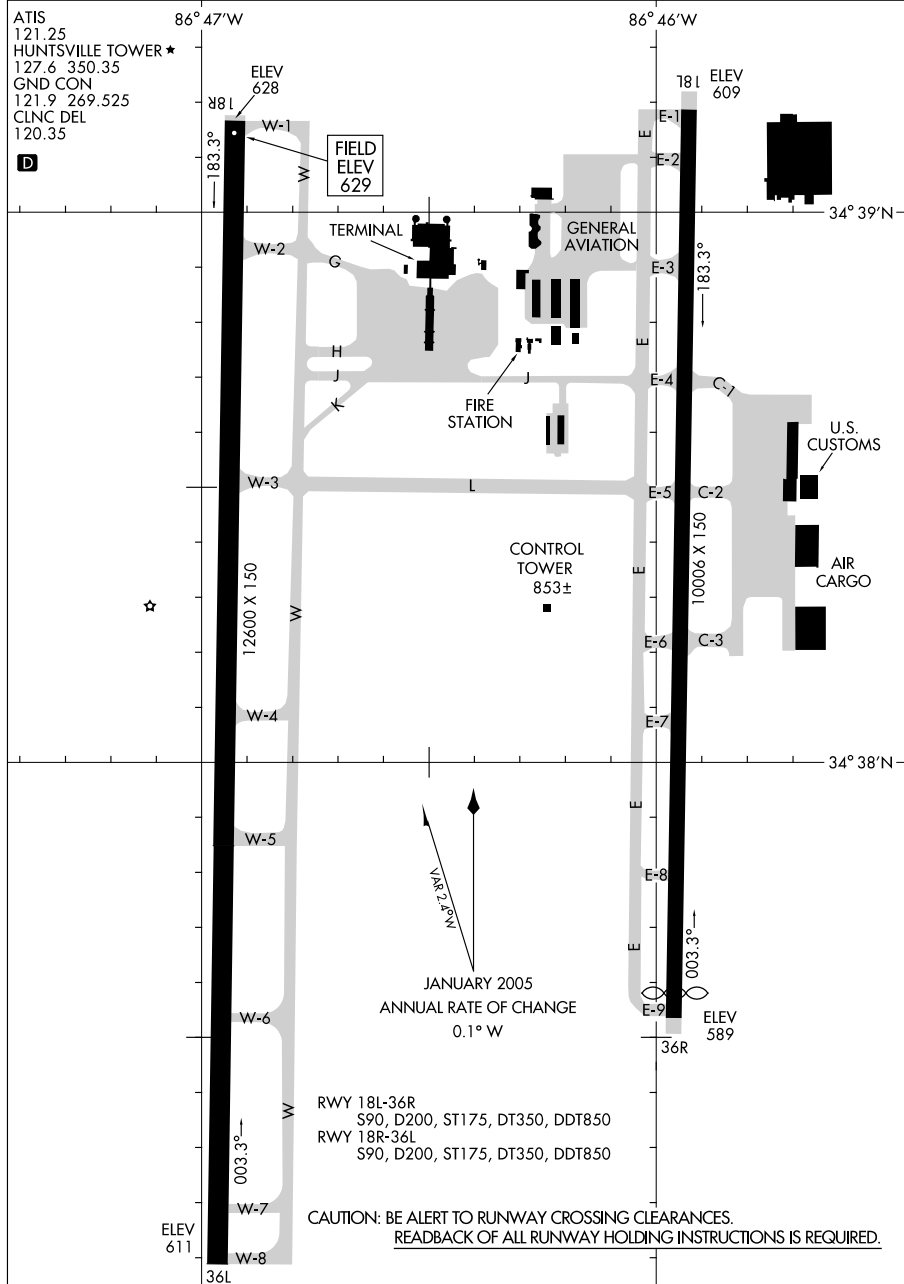 ATIS
121.25
HUNTSVILLE TOWER
127.6 350.35
GND CON
121.9 269.525
CLNC DEL
120.35
D
86° 47'W
86° 46'W
ELEV
628
18R
18L
ELEV
609
W-1
E-1
183.3°
FIELD
ELEV
629
W
E
E-2
34° 39'N
TERMINAL
GENERAL
AVIATION
W-2
G
E-3
183.3°
H
E
J
J
E-4
C-1
K
FIRE
STATION
U.S.
CUSTOMS
W-3
L
E-5
C-2
CONTROL
TOWER
853±
12600 X 150
10006 X 150
E
AIR
CARGO
W
E-6
C-3
W-4
E-7
34° 38'N
E
W-5
VAR 2.4° W
E-8
E
003.3°
JANUARY 2005
ANNUAL RATE OF CHANGE
0.1° W
E-9
ELEV
589
W-6
36R
RWY 18L-36R
S90, D200, ST175, DT350, DDT850
RWY 18R-36L
S90, D200, ST175, DT350, DDT850
W
003.3°
W-7
CAUTION: BE ALERT TO RUNWAY CROSSING CLEARANCES.
READBACK OF ALL RUNWAY HOLDING INSTRUCTIONS IS REQUIRED.
ELEV
611
W-8
36L